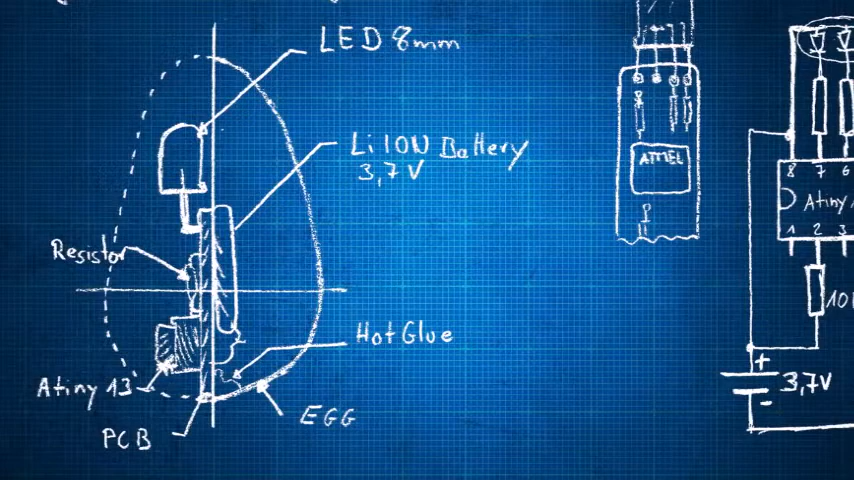 LED 8mm
Li ION Battery
3,7V
Resistor
Hot Glue
Atiny 13
EGG
PCB
ATMEL
8 7 6
Atiny
1 2 3
10
+
3,7V
-